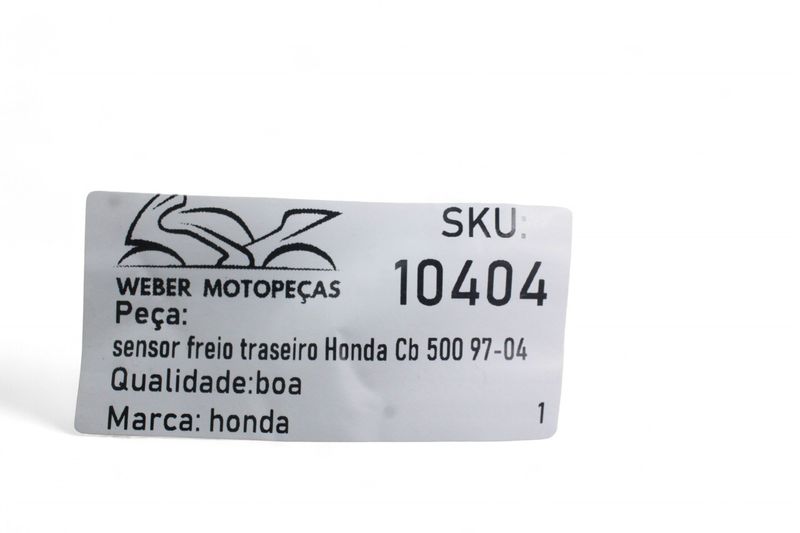 WEBER MOTOPEÇAS
SKU:
10404
Peça:
sensor freio traseiro Honda Cb 500 97-04
Qualidade:boa
Marca: honda
1